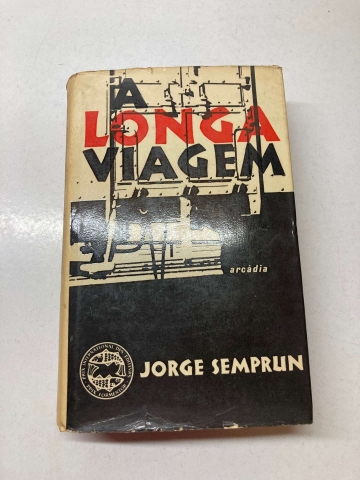 A
LONGA
VIAGEM
arcádia
JORGE SEMPRUN